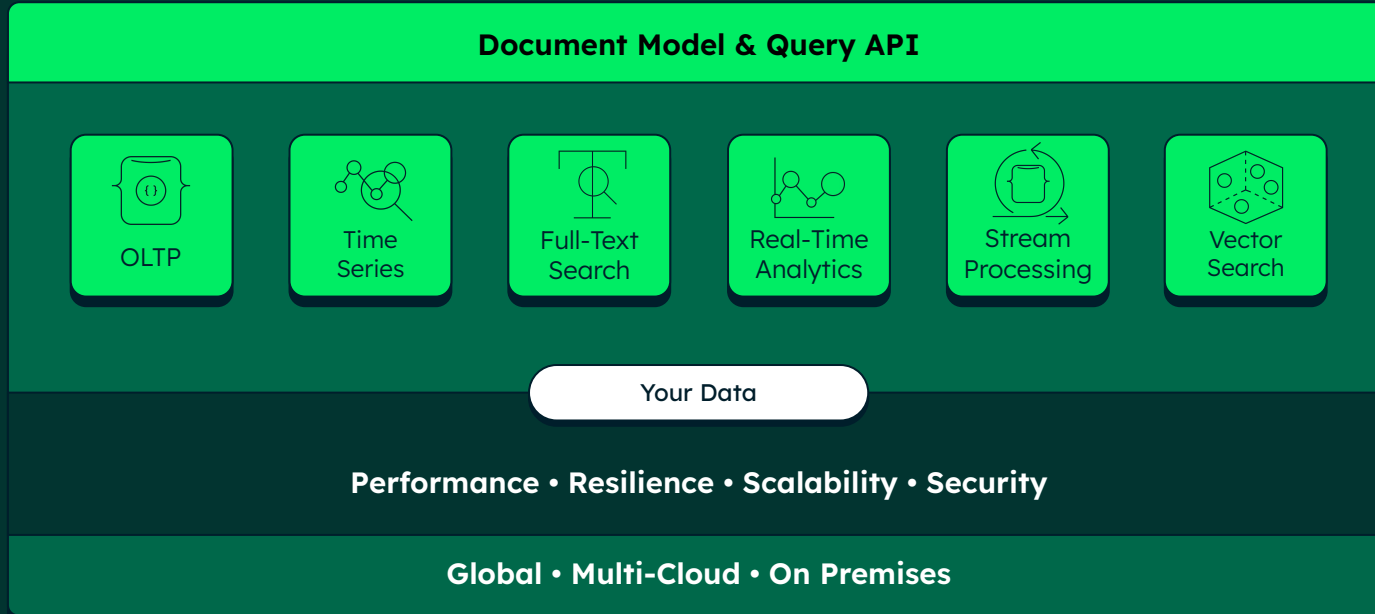 Document Model & Query API
{ }
OLTP
Time
Series
Full-Text
Search
Real-Time
Analytics
Stream
Processing
Vector
Search
Your Data
Performance • Resilience • Scalability • Security
Global • Multi-Cloud • On Premises